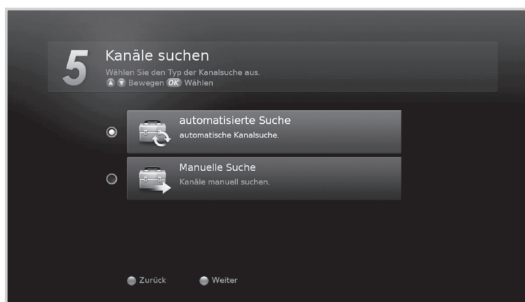 5
Kanäle suchen
Wählen Sie den Typ der Kanalsuche aus.
Bewegen OK Wählen
automatisierte Suche
automatische Kanalsuche.
Manuelle Suche
Kanäle manuell suchen.
Zurück Weiter